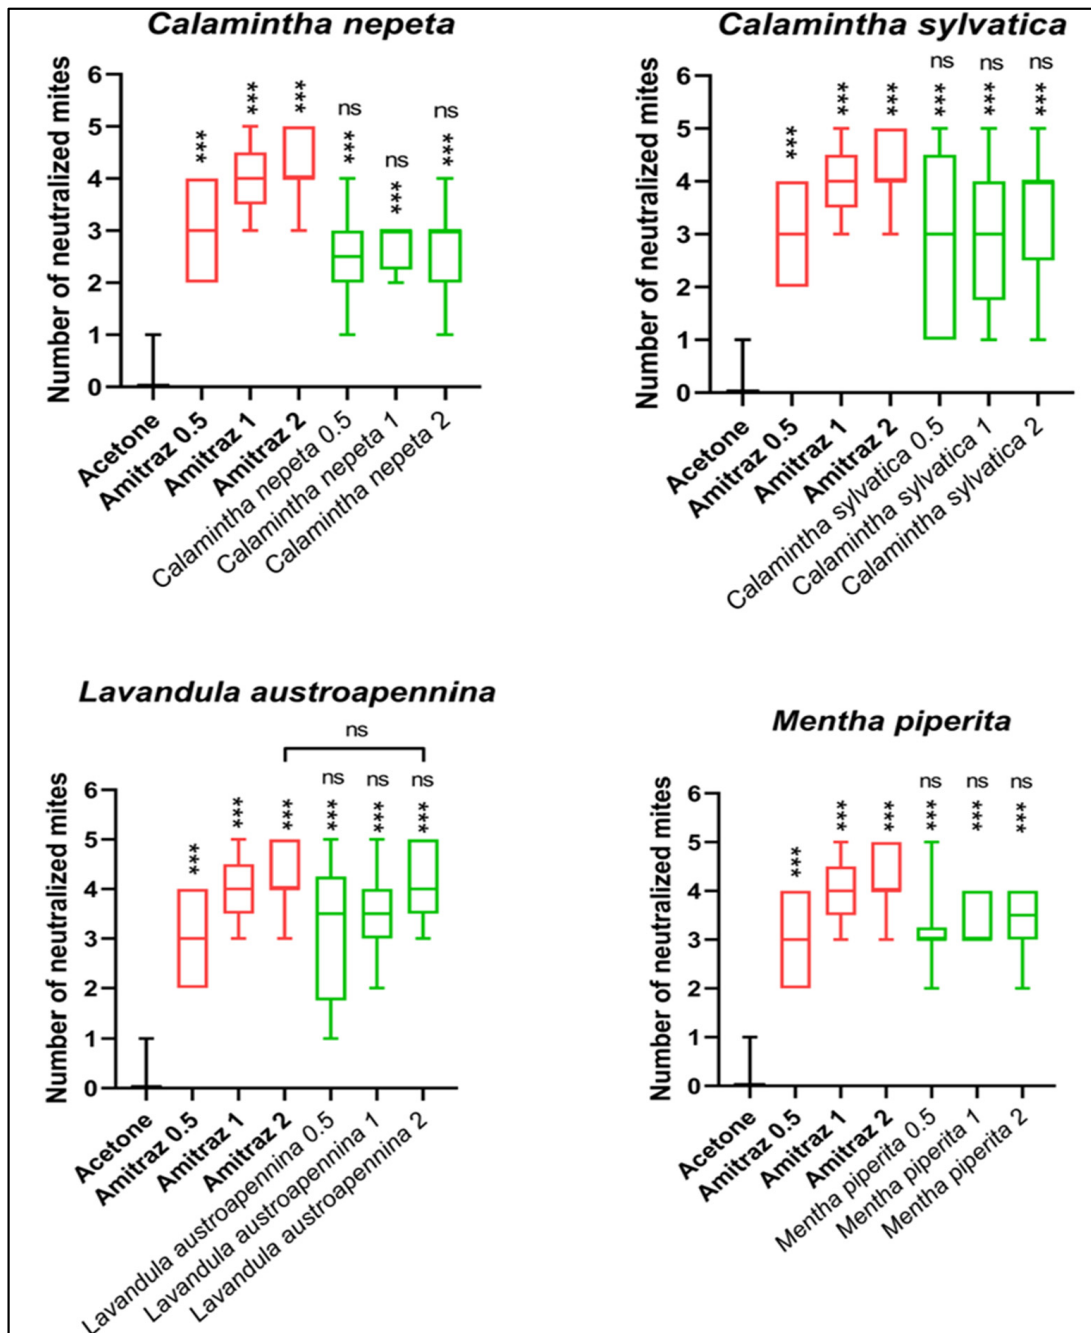 Calamintha nepeta
Number of neutralized mites
6
5
4
3
2
1
0
***
***
***
ns
***
ns
***
ns
***
Acetone
Amitraz 0.5
Amitraz 1
Amitraz 2
Calamintha nepeta 0.5
Calamintha nepeta 1
Calamintha nepeta 2
Calamintha sylvatica
Number of neutralized mites
6
5
4
3
2
1
0
***
***
***
ns
***
ns
***
ns
***
Acetone
Amitraz 0.5
Amitraz 1
Amitraz 2
Calamintha sylvatica 0.5
Calamintha sylvatica 1
Calamintha sylvatica 2
Lavandula austroapennina
Number of neutralized mites
6
5
4
3
2
1
0
ns
***
***
***
ns
***
ns
***
ns
***
Acetone
Amitraz 0.5
Amitraz 1
Amitraz 2
Lavandula austroapennina 0.5
Lavandula austroapennina 1
Lavandula austroapennina 2
Mentha piperita
Number of neutralized mites
6
5
4
3
2
1
0
***
***
***
ns
***
ns
***
ns
***
Acetone
Amitraz 0.5
Amitraz 1
Amitraz 2
Mentha piperita 0.5
Mentha piperita 1
Mentha piperita 2